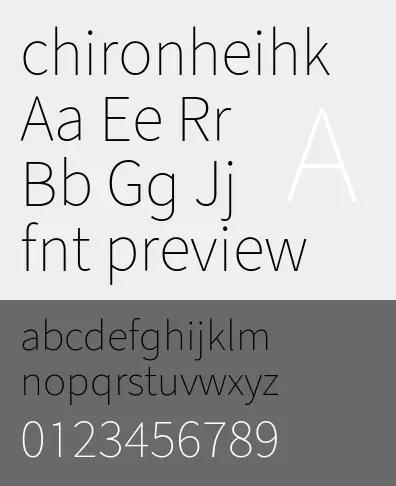 chironheihk
Aa Ee Rr
A
Bb Gg Jj
fnt preview
abcdefghijklm
nopqrstuvwxyz
0123456789